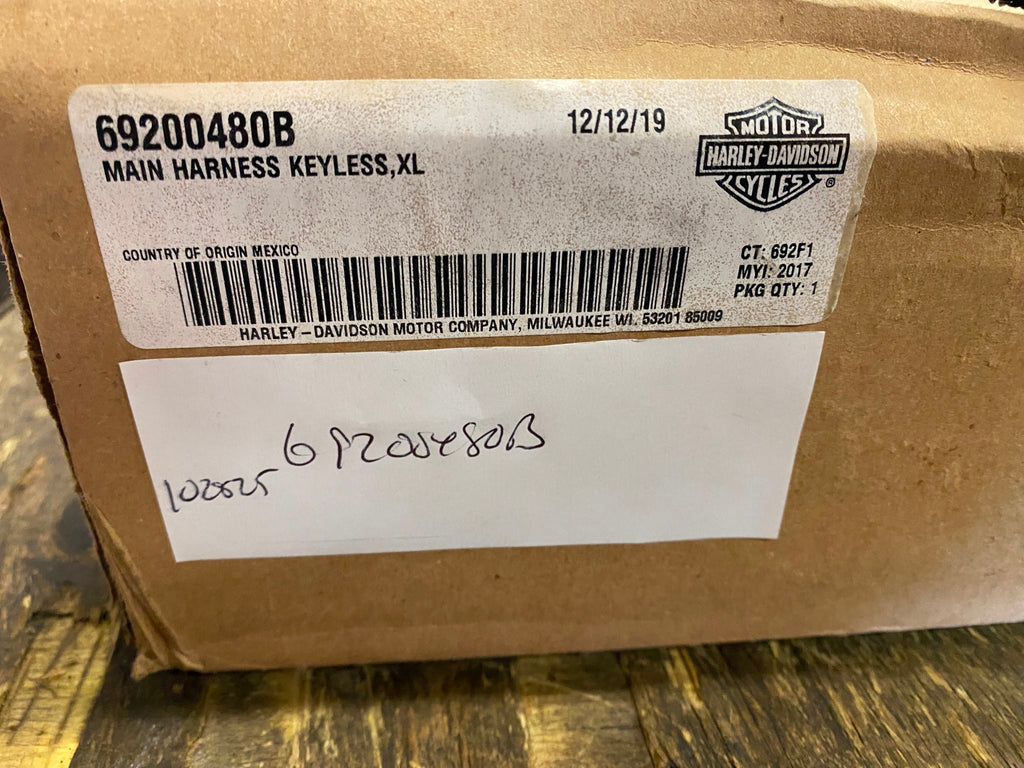 69200480B
12/12/19
MAIN HARNESS KEYLESS,XL
MOTOR
HARLEY-DAVIDSON
CYCLES
®
COUNTRY OF ORIGIN MEXICO
CT: 692F1
MYI: 2017
PKG QTY: 1
HARLEY-DAVIDSON MOTOR COMPANY, MILWAUKEE WI. 53201 85009
69200480B